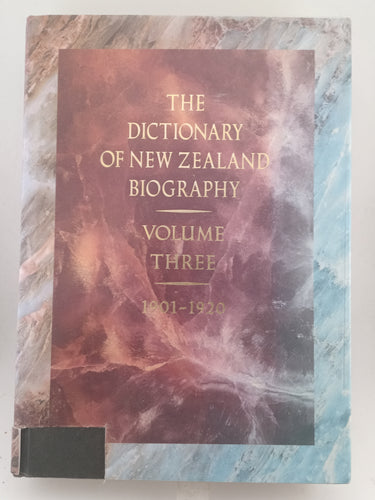 THE
DICTIONARY
OF NEW ZEALAND
BIOGRAPHY
VOLUME
THREE
1901–1920